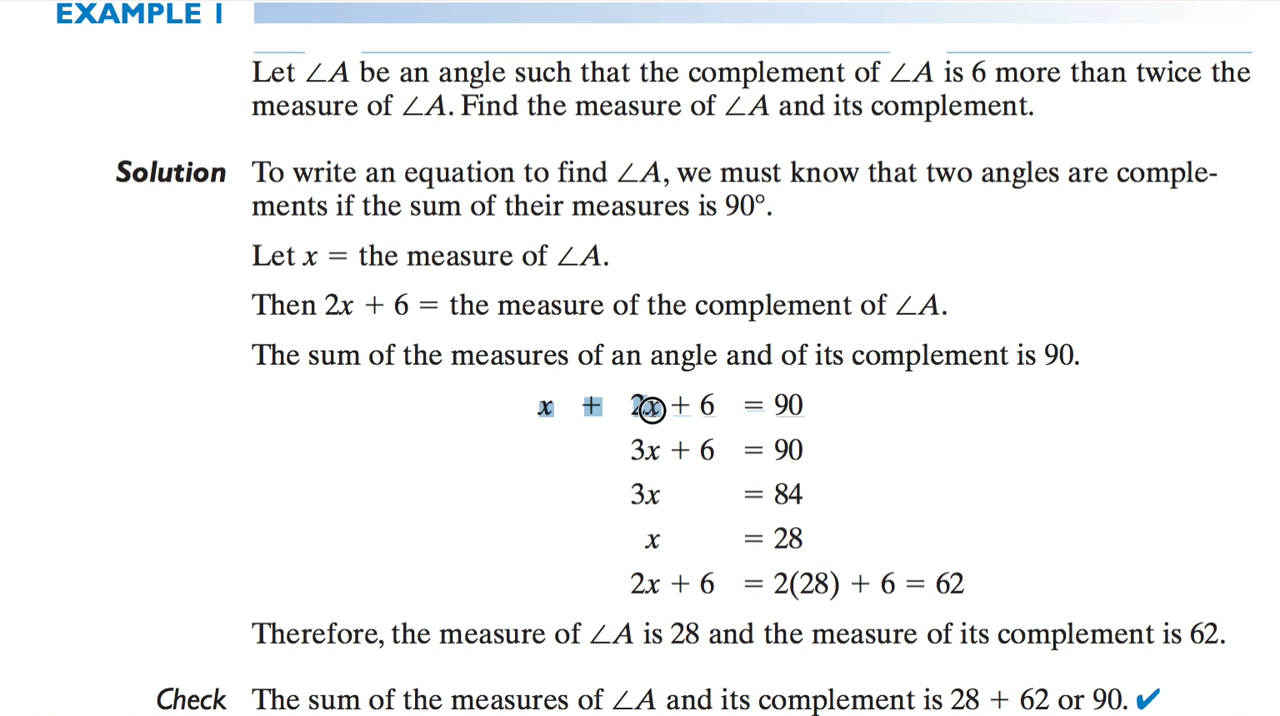 EXAMPLE 1
Let ∠A be an angle such that the complement of ∠A is 6 more than twice the
measure of ∠A. Find the measure of ∠A and its complement.
Solution To write an equation to find ∠A, we must know that two angles are comple-
ments if the sum of their measures is 90°.
Let x = the measure of ∠A.
Then 2x + 6 = the measure of the complement of ∠A.
The sum of the measures of an angle and of its complement is 90.
x + 2x + 6 = 90
3x + 6 = 90
3x = 84
x = 28
2x + 6 = 2(28) + 6 = 62
Therefore, the measure of ∠A is 28 and the measure of its complement is 62.
Check The sum of the measures of ∠A and its complement is 28 + 62 or 90. ✔